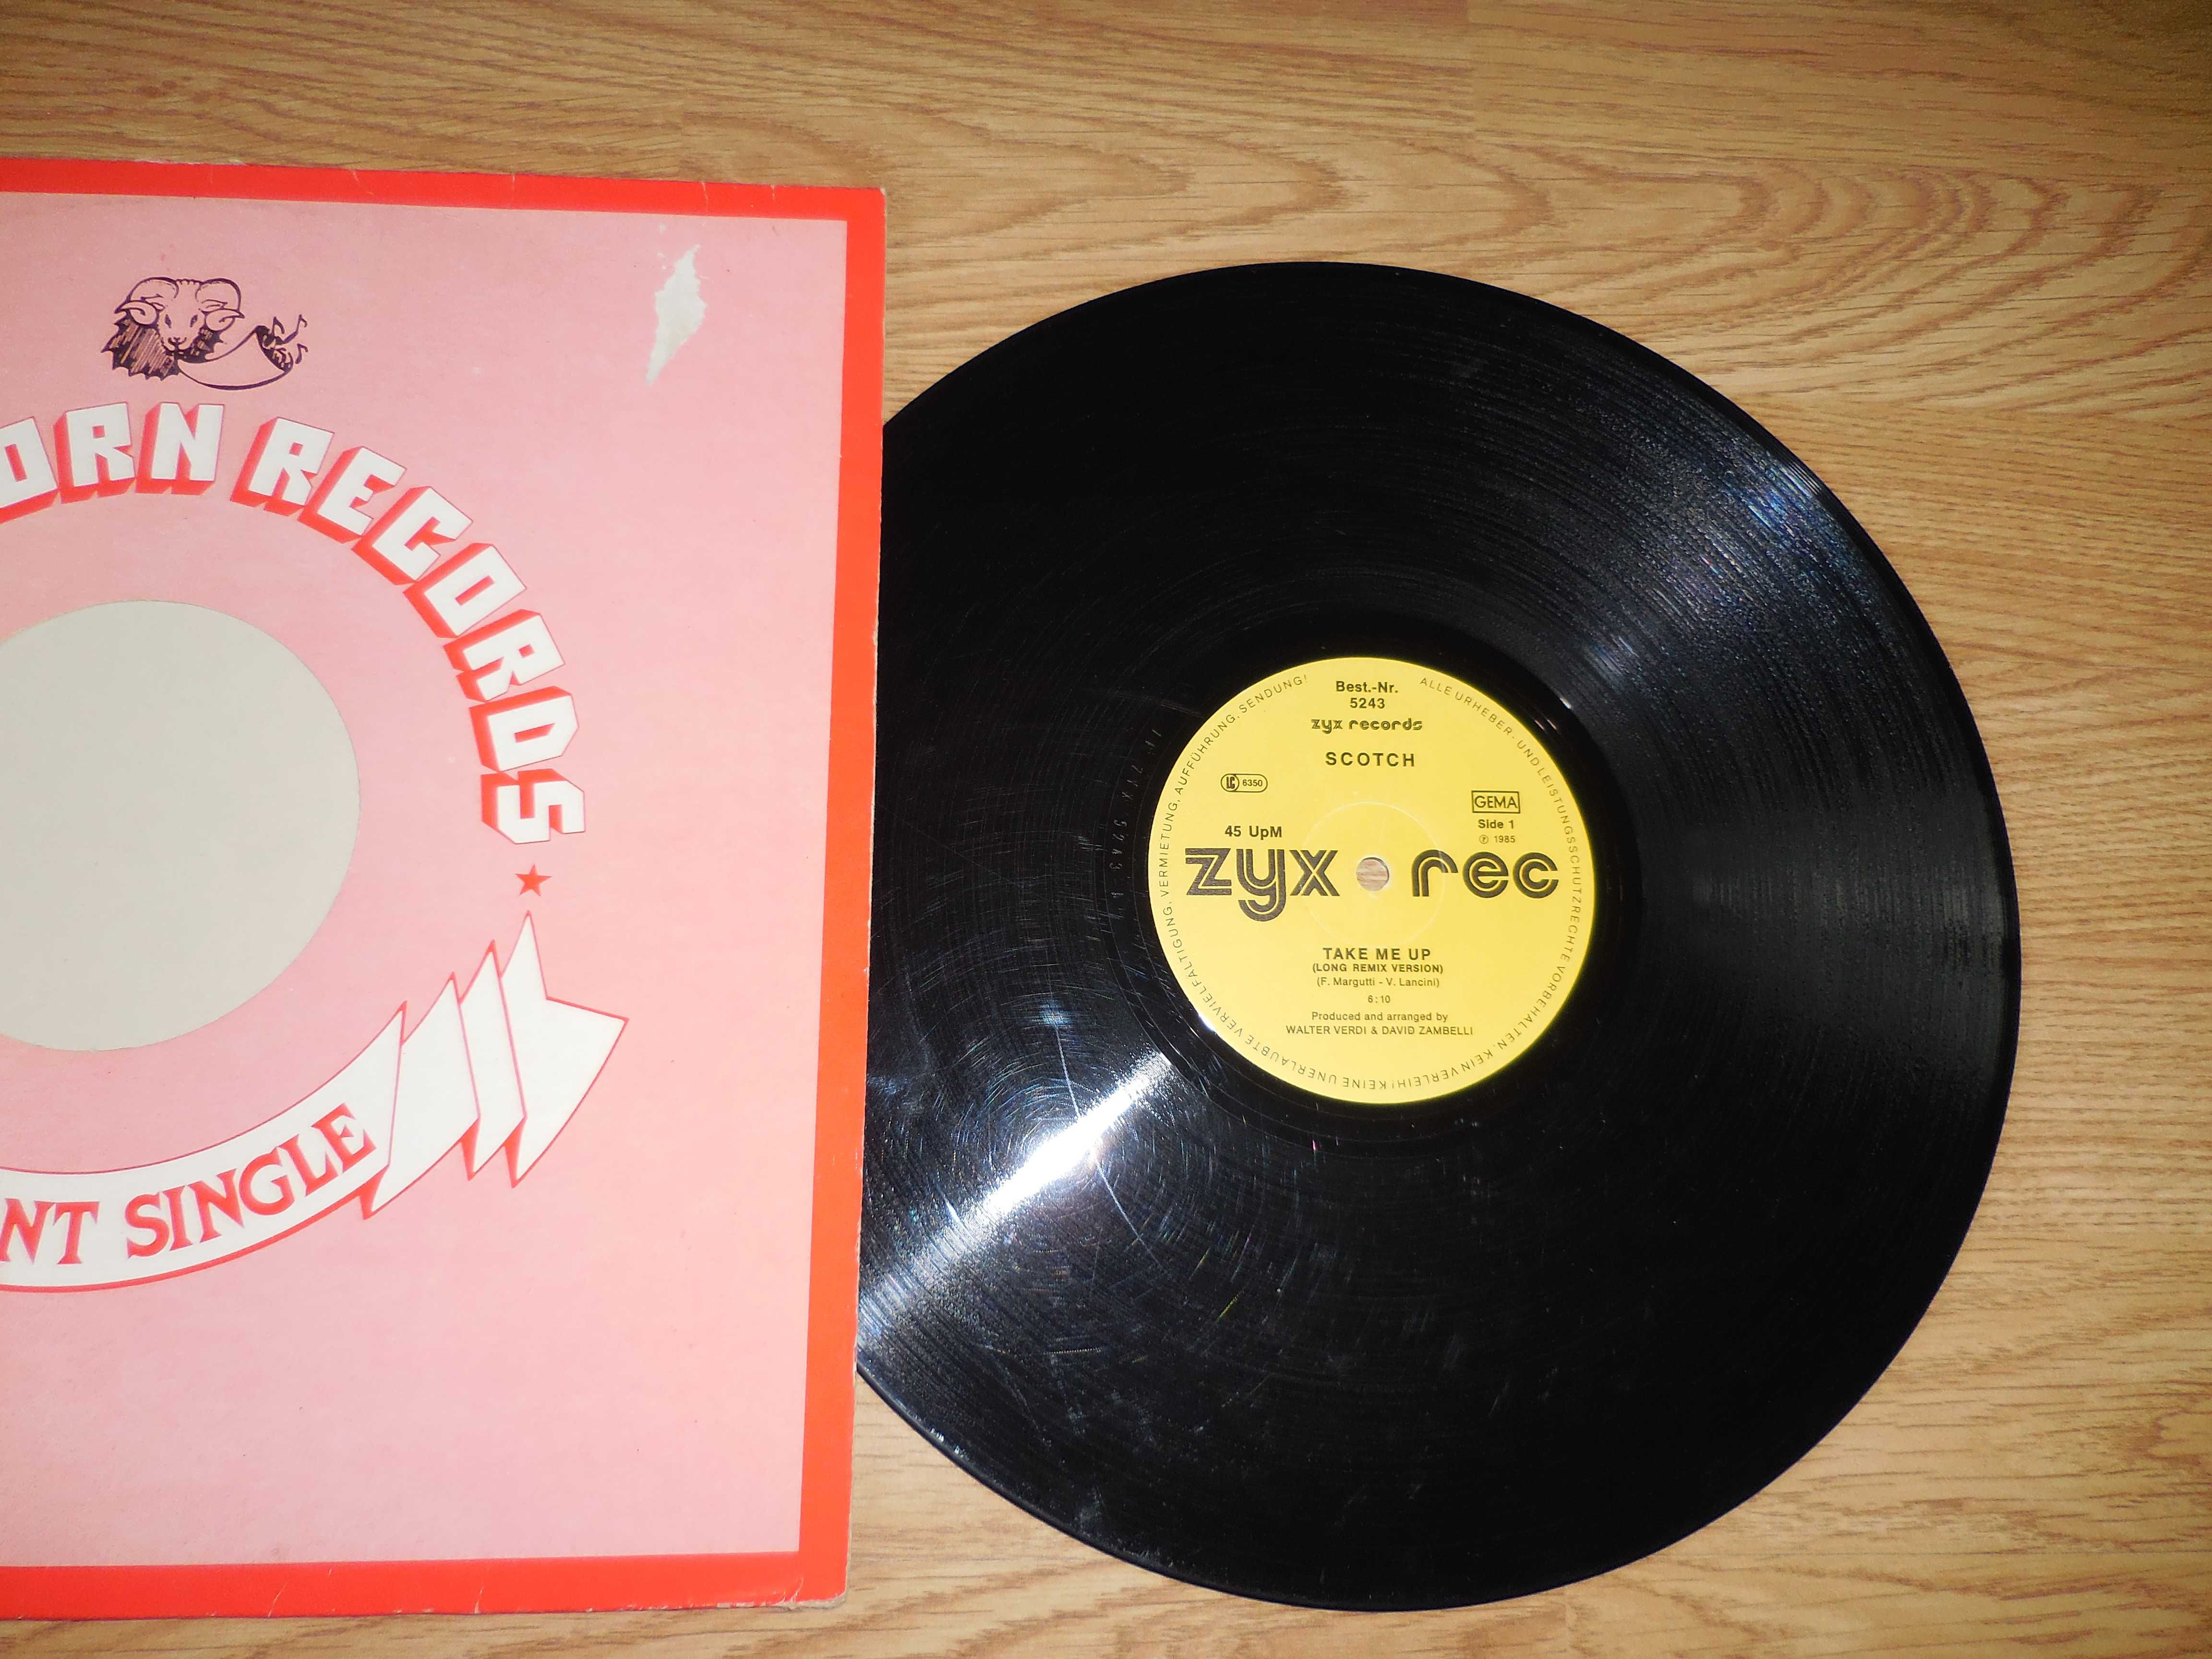 ORN RECORDS
NT SINGLE
Best.-Nr.
5243
zyx records
SCOTCH
LC 6350
GEMA
Side 1
℗ 1985
45 UpM
zyx rec
TAKE ME UP
(LONG REMIX VERSION)
(F. Margutti - V. Lancini)
6:10
Produced and arranged by
WALTER VERDI & DAVID ZAMBELLI
ALLE URHEBER- UND LEISTUNGSSCHUTZRECHTE VORBEHALTEN. KEIN VERLEIH! KEINE UNERLAUBTE VERVIELFÄLTIGUNG, VERMIETUNG, AUFFÜHRUNG, SENDUNG!